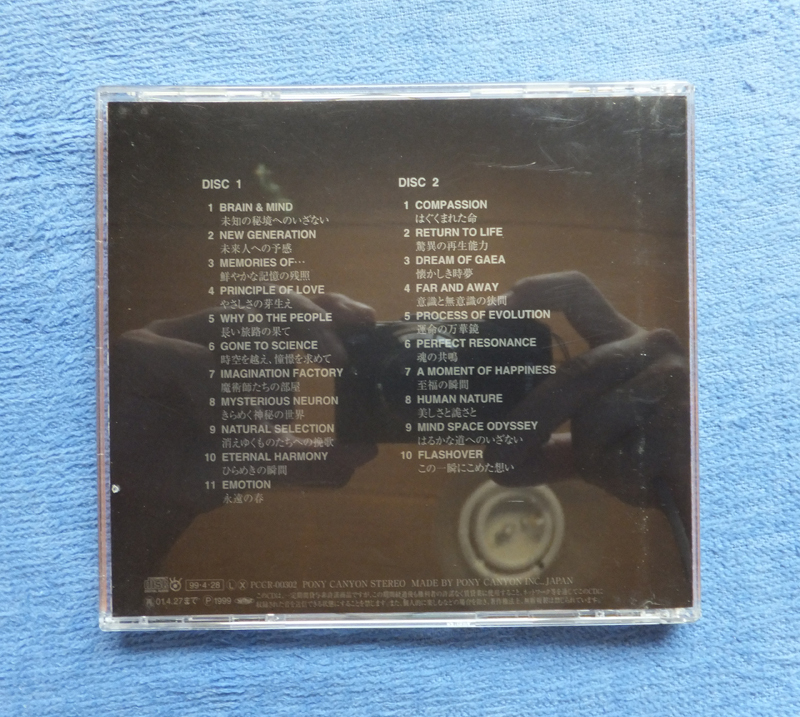 DISC 1
1 BRAIN & MIND
未知の秘境へのいざない
2 NEW GENERATION
未来人への予感
3 MEMORIES OF…
鮮やかな記憶の残照
4 PRINCIPLE OF LOVE
やさしさの芽生え
5 WHY DO THE PEOPLE
長い旅路の果て
6 GONE TO SCIENCE
時空を越え、憧憬を求めて
7 IMAGINATION FACTORY
魔術師たちの部屋
8 MYSTERIOUS NEURON
きらめく神秘の世界
9 NATURAL SELECTION
消えゆくものたちへの挽歌
10 ETERNAL HARMONY
ひらめきの瞬間
11 EMOTION
永遠の春
DISC 2
1 COMPASSION
はぐくまれた命
2 RETURN TO LIFE
驚異の再生能力
3 DREAM OF GAEA
懐かしき時夢
4 FAR AND AWAY
意識と無意識の狭間
5 PROCESS OF EVOLUTION
運命の万華鏡
6 PERFECT RESONANCE
魂の共鳴
7 A MOMENT OF HAPPINESS
至福の瞬間
8 HUMAN NATURE
美しさと詭さと
9 MIND SPACE ODYSSEY
はるかな道へのいざない
10 FLASHOVER
この一瞬にこめた想い
99・4・28 L X PCCR-00302 PONY CANYON STEREO MADE BY PONY CANYON INC., JAPAN
01.4.27まで P 1999